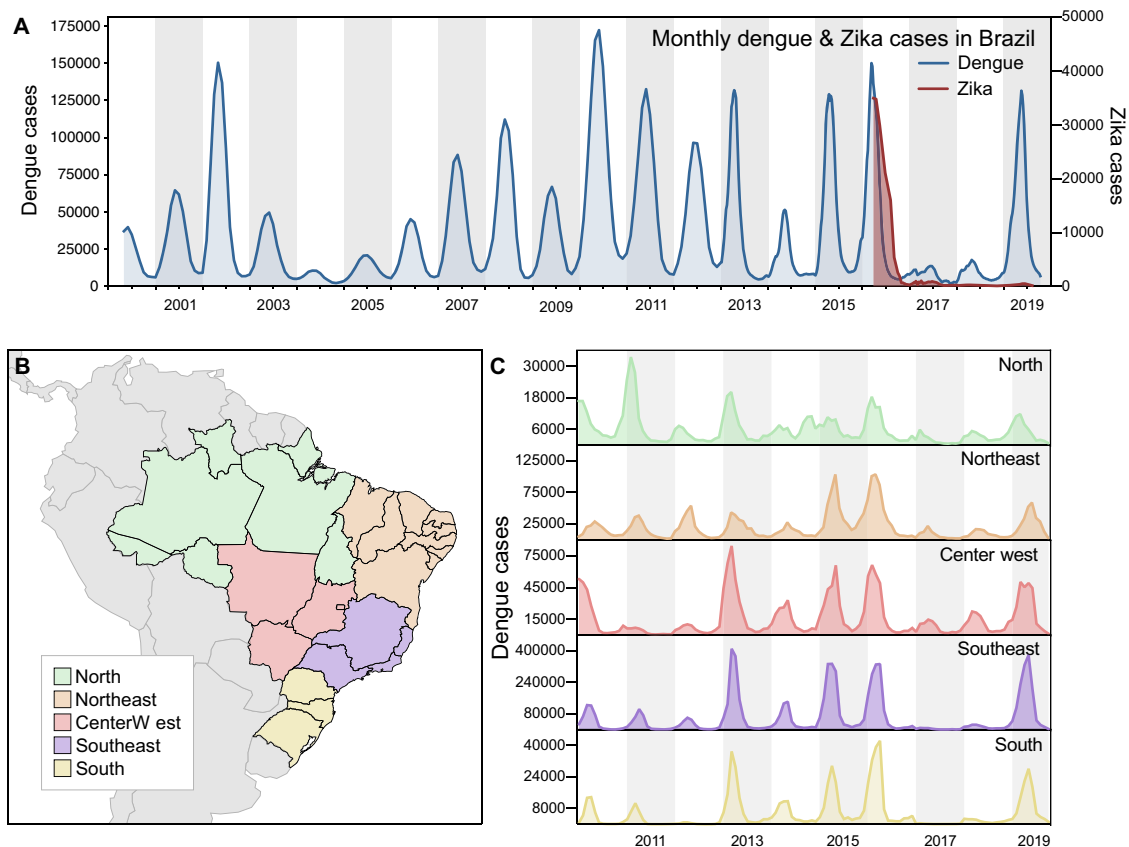 A
Monthly dengue & Zika cases in Brazil
Dengue
Zika
Dengue cases
175000
150000
125000
100000
75000
50000
25000
0
50000
40000
30000
20000
10000
0
Zika cases
2001
2003
2005
2007
2009
2011
2013
2015
2017
2019
B
North
Northeast
CenterW est
Southeast
South
C
Dengue cases
North
30000
18000
6000
Northeast
125000
75000
25000
Center west
75000
45000
15000
Southeast
400000
240000
80000
South
40000
24000
8000
2011
2013
2015
2017
2019